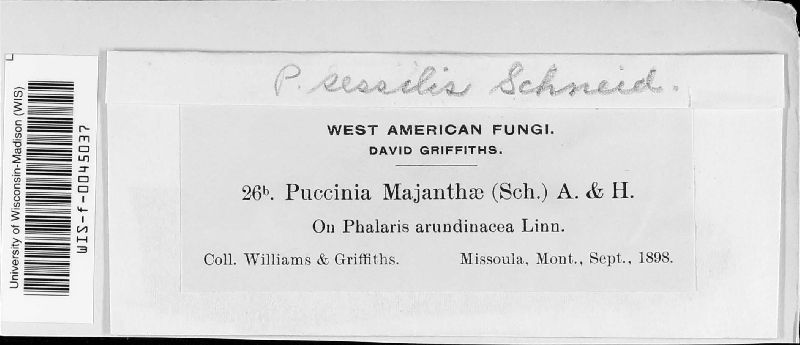 P. sessilis Schneid.
WEST AMERICAN FUNGI.
DAVID GRIFFITHS.
26ᵇ. Puccinia Majanthæ (Sch.) A. & H.
On Phalaris arundinacea Linn.
Coll. Williams & Griffiths. Missoula, Mont., Sept., 1898.
University of Wisconsin-Madison (WIS)
WIS-f-0045037